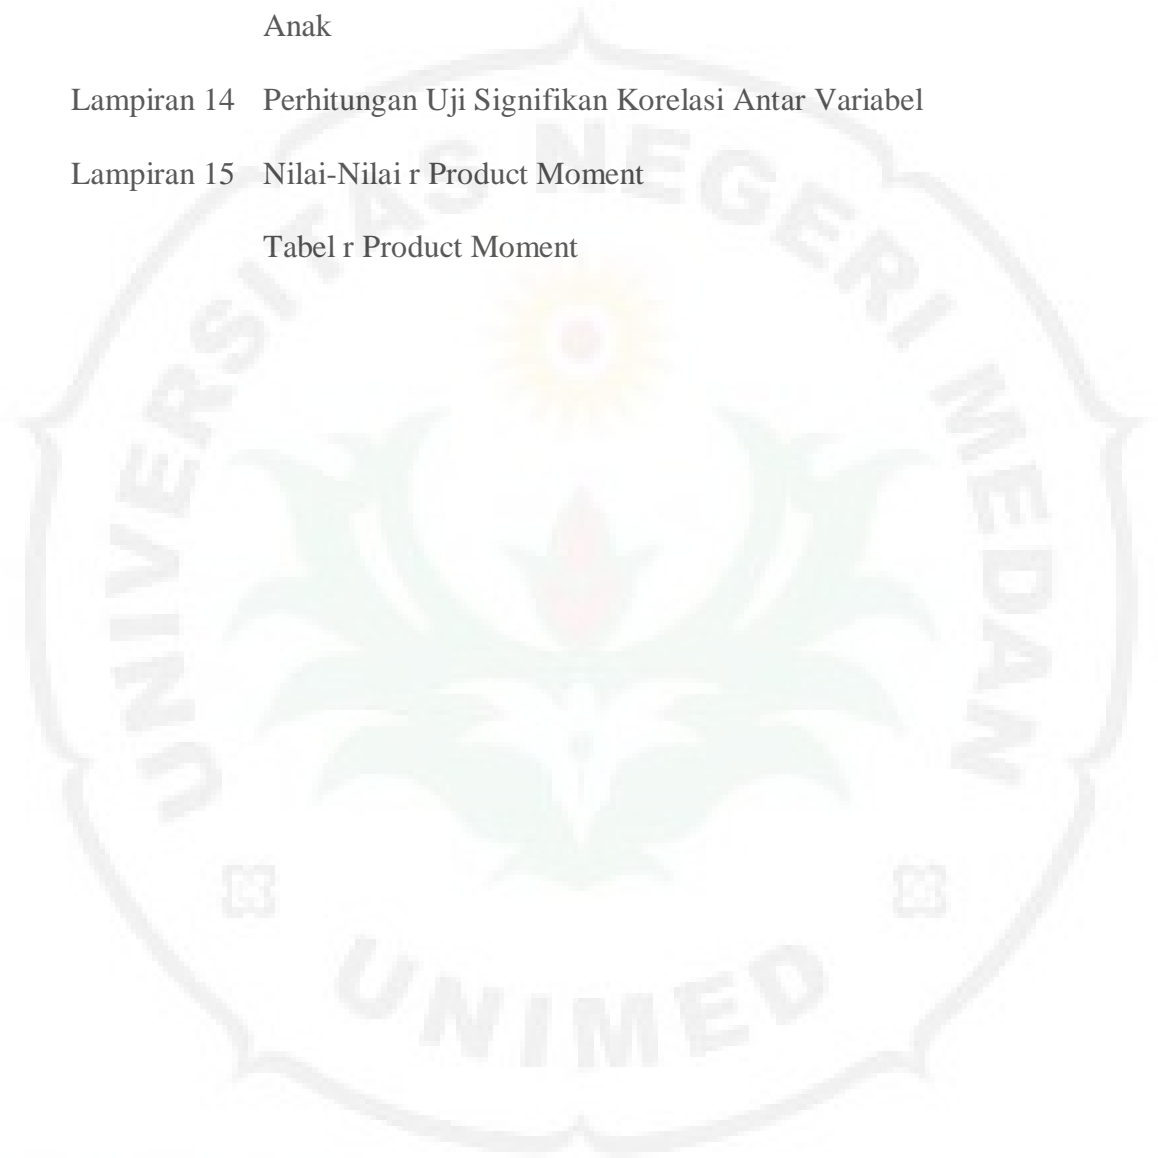 Anak
Lampiran 14 Perhitungan Uji Signifikan Korelasi Antar Variabel
Lampiran 15 Nilai-Nilai r Product Moment
Tabel r Product Moment
UNIVERSITAS NEGERI MEDAN
UNIMED